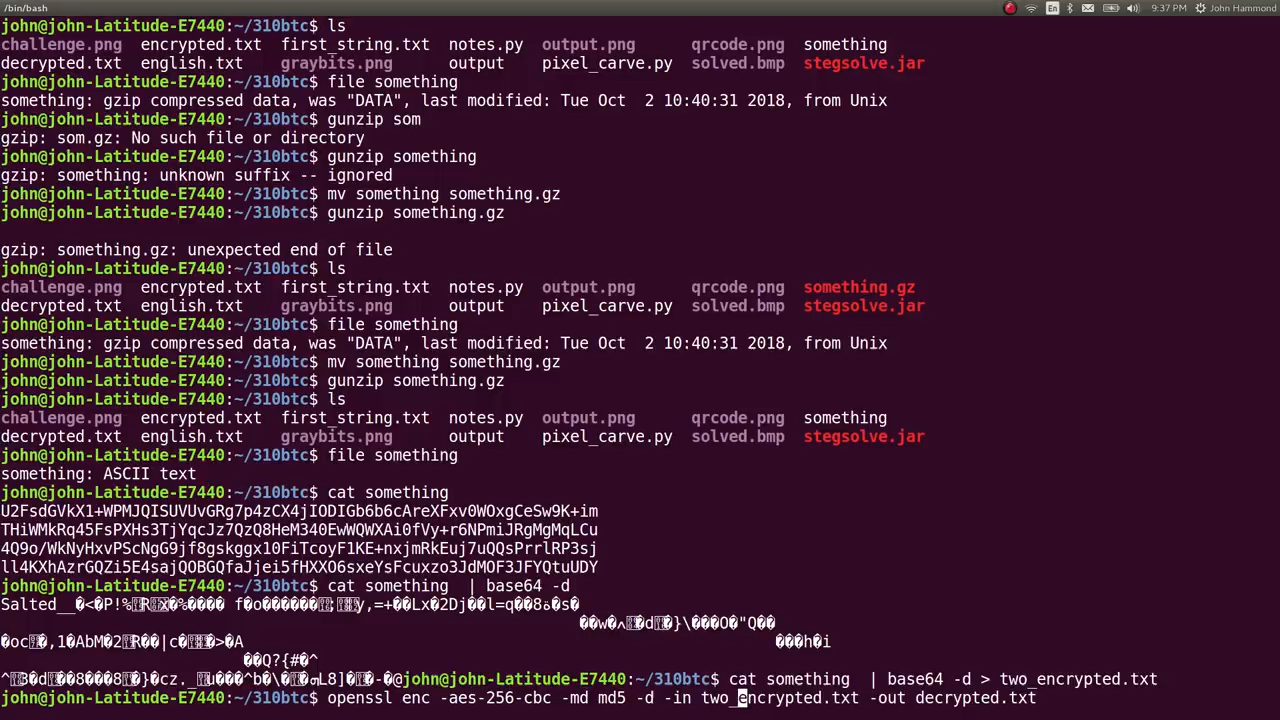 /bin/bash En 9:37 PM John Hammond
john@john-Latitude-E7440:~/310btc$ ls
challenge.png encrypted.txt first_string.txt notes.py output.png qrcode.png something
decrypted.txt english.txt graybits.png output pixel_carve.py solved.bmp stegsolve.jar
john@john-Latitude-E7440:~/310btc$ file something
something: gzip compressed data, was "DATA", last modified: Tue Oct  2 10:40:31 2018, from Unix
john@john-Latitude-E7440:~/310btc$ gunzip som
gzip: som.gz: No such file or directory
john@john-Latitude-E7440:~/310btc$ gunzip something
gzip: something: unknown suffix -- ignored
john@john-Latitude-E7440:~/310btc$ mv something something.gz
john@john-Latitude-E7440:~/310btc$ gunzip something.gz
gzip: something.gz: unexpected end of file
john@john-Latitude-E7440:~/310btc$ ls
challenge.png encrypted.txt first_string.txt notes.py output.png qrcode.png something.gz
decrypted.txt english.txt graybits.png output pixel_carve.py solved.bmp stegsolve.jar
john@john-Latitude-E7440:~/310btc$ file something
something: gzip compressed data, was "DATA", last modified: Tue Oct  2 10:40:31 2018, from Unix
john@john-Latitude-E7440:~/310btc$ mv something something.gz
john@john-Latitude-E7440:~/310btc$ gunzip something.gz
john@john-Latitude-E7440:~/310btc$ ls
challenge.png encrypted.txt first_string.txt notes.py output.png qrcode.png something
decrypted.txt english.txt graybits.png output pixel_carve.py solved.bmp stegsolve.jar
john@john-Latitude-E7440:~/310btc$ file something
something: ASCII text
john@john-Latitude-E7440:~/310btc$ cat something
U2FsdGVkX1+WPMJQISUVUvGRg7p4zCX4jIODIGb6b6cAreXFxv0WOxgCeSw9K+im
THiWMkRq45FsPXHs3TjYqcJz7QzQ8HeM340EwWQWXAi0fVy+r6NPmiJRgMgMqLCu
4Q9o/WkNyHxvPScNgG9jf8gskggx10FiTcoyF1KE+nxjmRkEuj7uQQsPrrlRP3sj
ll4KXhAzrGQZi5E4sajQOBGQfaJjei5fHXXO6sxeYsFcuxzo3JdMOF3JFYQtuUDY
john@john-Latitude-E7440:~/310btc$ cat something  | base64 -d
Salted__
john@john-Latitude-E7440:~/310btc$ cat something  | base64 -d > two_encrypted.txt
john@john-Latitude-E7440:~/310btc$ openssl enc -aes-256-cbc -md md5 -d -in two_encrypted.txt -out decrypted.txt